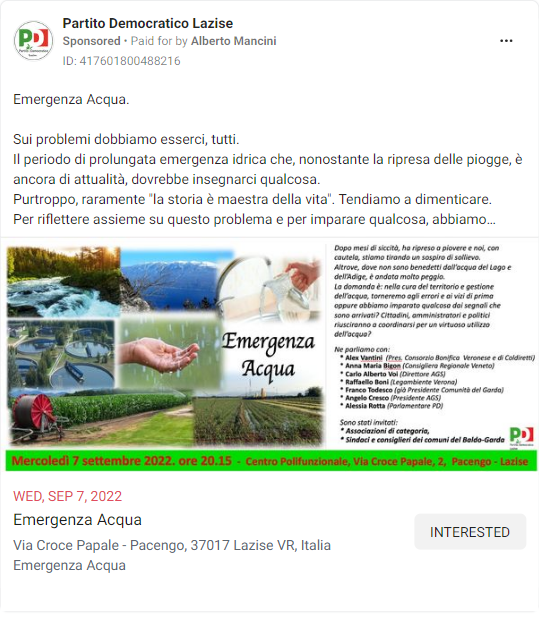 Partito Democratico Lazise
Sponsored • Paid for by Alberto Mancini
ID: 417601800488216
Emergenza Acqua.
Sui problemi dobbiamo esserci, tutti.
Il periodo di prolungata emergenza idrica che, nonostante la ripresa delle piogge, è
ancora di attualità, dovrebbe insegnarci qualcosa.
Purtroppo, raramente "la storia è maestra della vita". Tendiamo a dimenticare.
Per riflettere assieme su questo problema e per imparare qualcosa, abbiamo...
Emergenza
Acqua
Dopo mesi di siccità, ha ripreso a piovere e noi, con
cautela, stiamo tirando un sospiro di sollievo.
Altrove, dove non sono benedetti dall'acqua del Lago e
dell'Adige, è andata molto peggio.
La domanda è: nella cura del territorio e gestione
dell'acqua, torneremo agli errori e ai vizi di prima
oppure abbiamo imparato qualcosa dai segnali che
sono arrivati? Cittadini, amministratori e politici
riusciranno a coordinarsi per un virtuoso utilizzo
dell'acqua?
Ne parliamo con:
* Alex Vantini (Pres. Consorzio Bonifica Veronese e di Coldiretti)
* Anna Maria Bigon (Consigliera Regionale Veneto)
* Carlo Alberto Voi (Direttore AGS)
* Raffaello Boni (Legambiente Verona)
* Franco Todesco (già Presidente Comunità del Garda)
* Angelo Cresco (Presidente AGS)
* Alessia Rotta (Parlamentare PD)
Sono stati invitati:
* Associazioni di categoria,
* Sindaci e consiglieri dei comuni del Baldo-Garda
PD
Mercoledì 7 settembre 2022. ore 20.15 - Centro Polifunzionale, Via Croce Papale, 2, Pacengo - Lazise
WED, SEP 7, 2022
Emergenza Acqua
INTERESTED
Via Croce Papale - Pacengo, 37017 Lazise VR, Italia
Emergenza Acqua